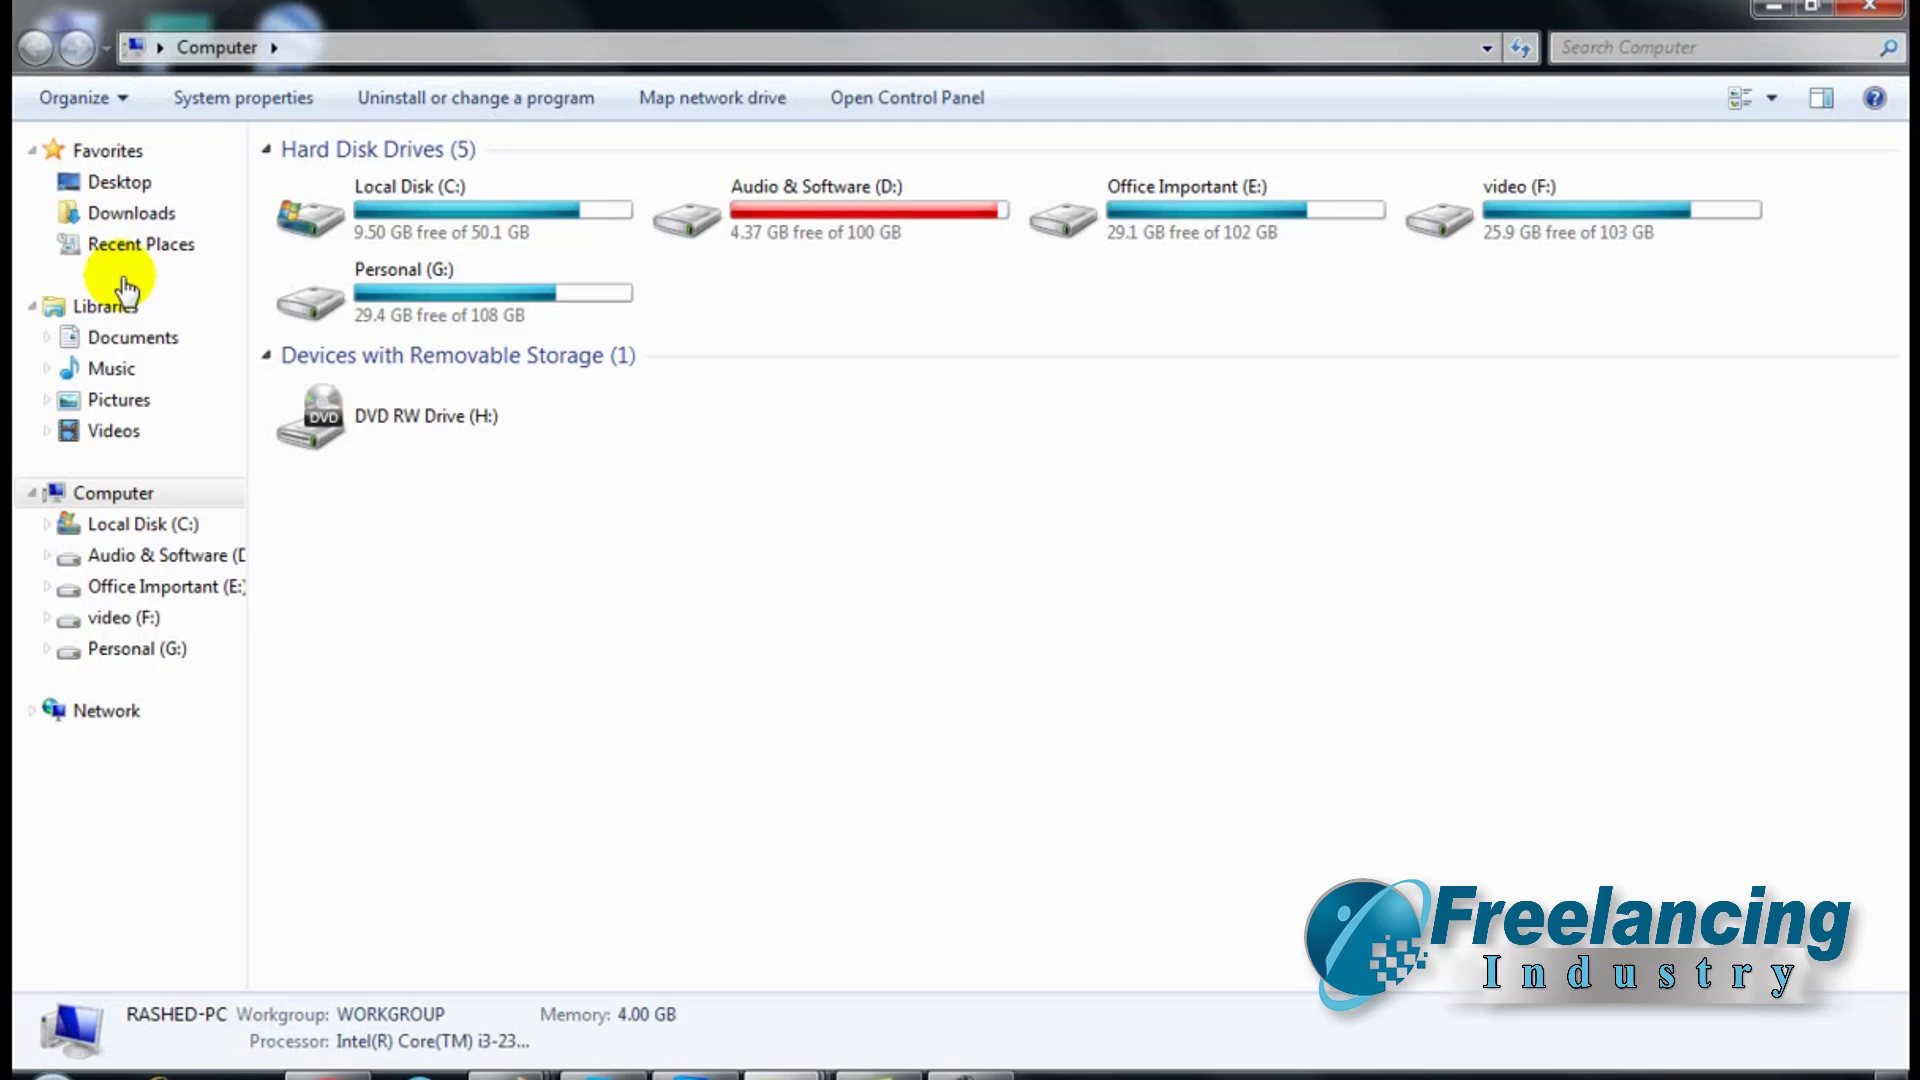 Computer
Search Computer
Organize
System properties
Uninstall or change a program
Map network drive
Open Control Panel
Favorites
Desktop
Downloads
Recent Places
Libraries
Documents
Music
Pictures
Videos
Computer
Local Disk (C:)
Audio & Software (D
Office Important (E:)
video (F:)
Personal (G:)
Network
Hard Disk Drives (5)
Local Disk (C:)
9.50 GB free of 50.1 GB
Audio & Software (D:)
4.37 GB free of 100 GB
Office Important (E:)
29.1 GB free of 102 GB
video (F:)
25.9 GB free of 103 GB
Personal (G:)
29.4 GB free of 108 GB
Devices with Removable Storage (1)
DVD
DVD RW Drive (H:)
Freelancing
Industry
RASHED-PC Workgroup: WORKGROUP Memory: 4.00 GB
Processor: Intel(R) Core(TM) i3-23...